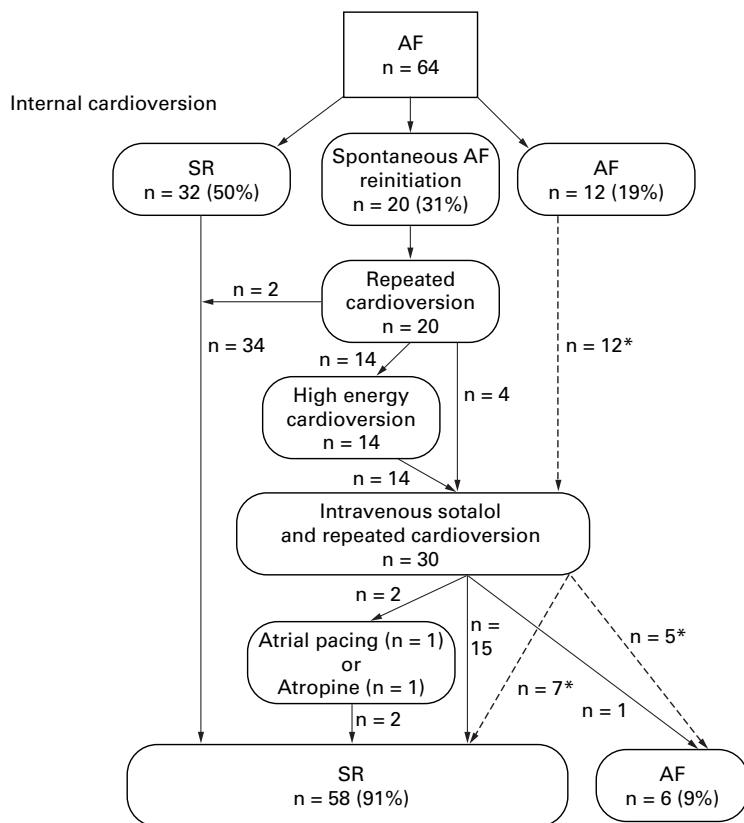 AF
n = 64
Internal cardioversion
SR
n = 32 (50%)
Spontaneous AF
reinitiation
n = 20 (31%)
AF
n = 12 (19%)
Repeated
cardioversion
n = 20
n = 2
n = 34
n = 12*
n = 14
n = 4
High energy
cardioversion
n = 14
n = 14
Intravenous sotalol
and repeated cardioversion
n = 30
n = 2
n =
15
n = 5*
Atrial pacing (n = 1)
or
Atropine (n = 1)
n = 7*
n = 1
n = 2
SR
n = 58 (91%)
AF
n = 6 (9%)